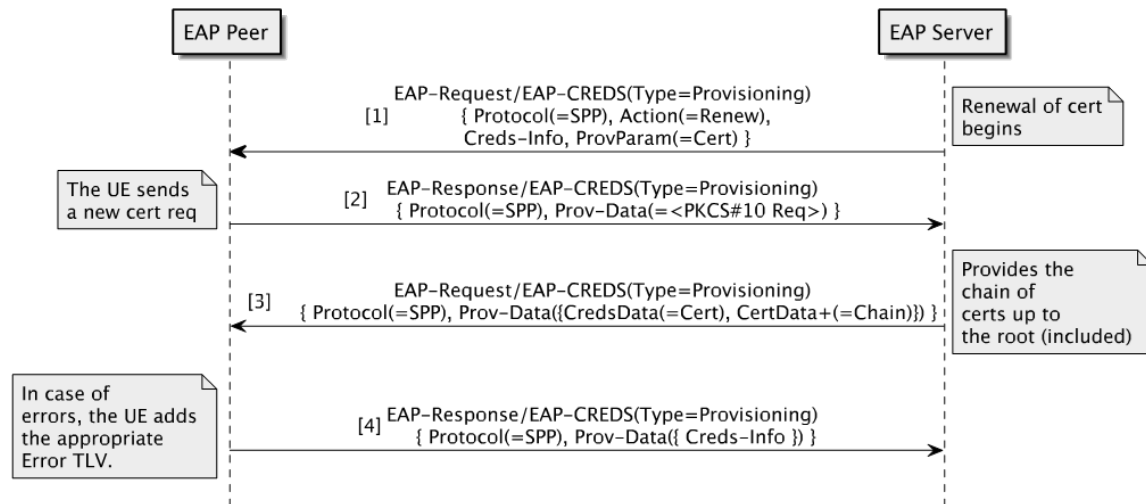 EAP Peer
EAP Server
EAP-Request/EAP-CREDS(Type=Provisioning)
[1] { Protocol(=SPP), Action(=Renew),
Creds-Info, ProvParam(=Cert) }
Renewal of cert
begins
The UE sends
a new cert req
[2] EAP-Response/EAP-CREDS(Type=Provisioning)
{ Protocol(=SPP), Prov-Data(=<PKCS#10 Req>) }
[3] EAP-Request/EAP-CREDS(Type=Provisioning)
{ Protocol(=SPP), Prov-Data({CredsData(=Cert), CertData+(=Chain)}) }
Provides the
chain of
certs up to
the root (included)
In case of
errors, the UE adds
the appropriate
Error TLV.
[4] EAP-Response/EAP-CREDS(Type=Provisioning)
{ Protocol(=SPP), Prov-Data({ Creds-Info }) }